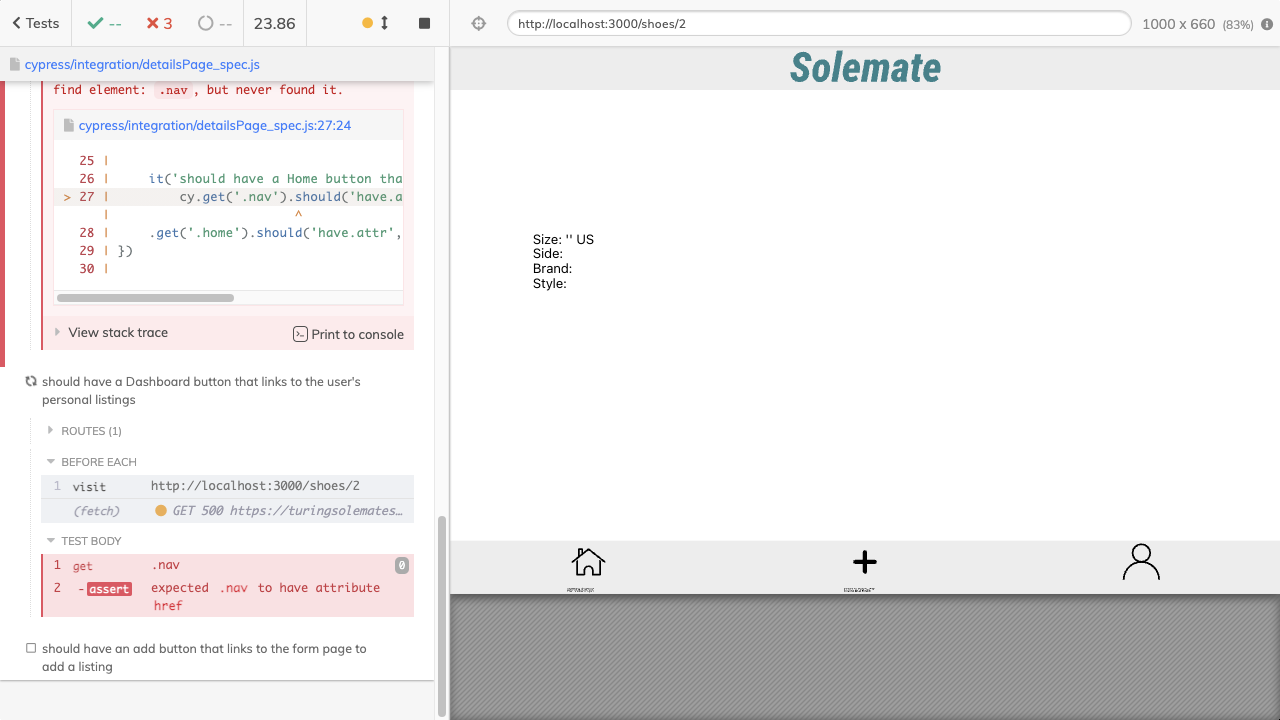 Tests
--
3
--
23.86
http://localhost:3000/shoes/2
1000 x 660 (83%)
cypress/integration/detailsPage_spec.js
find element: .nav, but never found it.
cypress/integration/detailsPage_spec.js:27:24
25 |
26 | it('should have a Home button tha
> 27 | cy.get('.nav').should('have.a
| ^
28 | .get('.home').should('have.attr',
29 | })
30 |
View stack trace
Print to console
should have a Dashboard button that links to the user's
personal listings
ROUTES (1)
BEFORE EACH
1 visit http://localhost:3000/shoes/2
(fetch) GET 500 https://turingsolemates…
TEST BODY
1 get .nav 0
2 -assert expected .nav to have attribute
href
should have an add button that links to the form page to
add a listing
Solemate
Size: '' US
Side:
Brand:
Style: